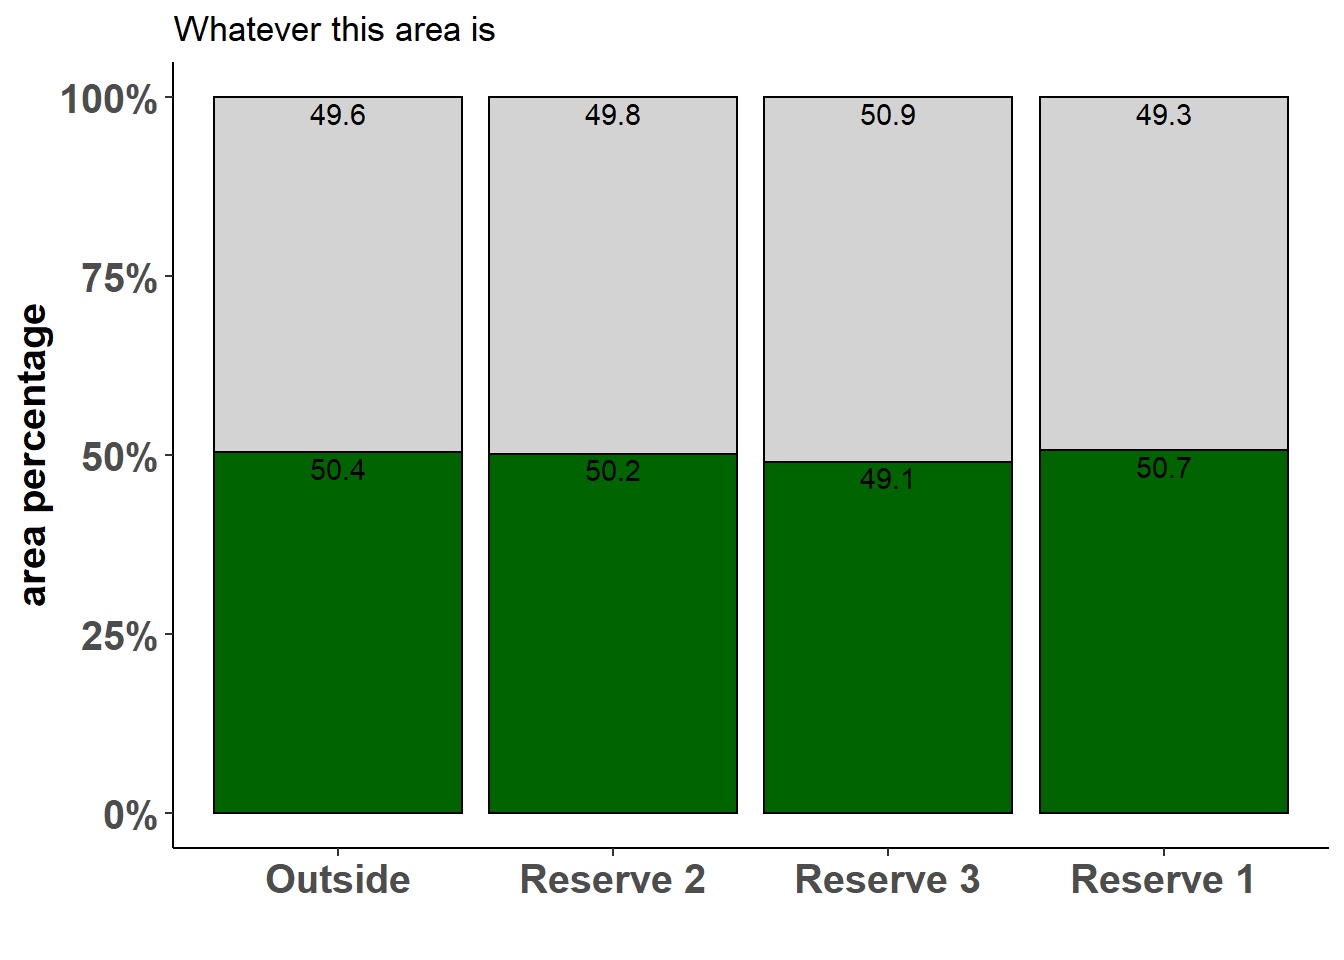 Whatever this area is
100%
75%
50%
25%
0%
area percentage
49.6
49.8
50.9
49.3
50.4
50.2
49.1
50.7
Outside
Reserve 2
Reserve 3
Reserve 1